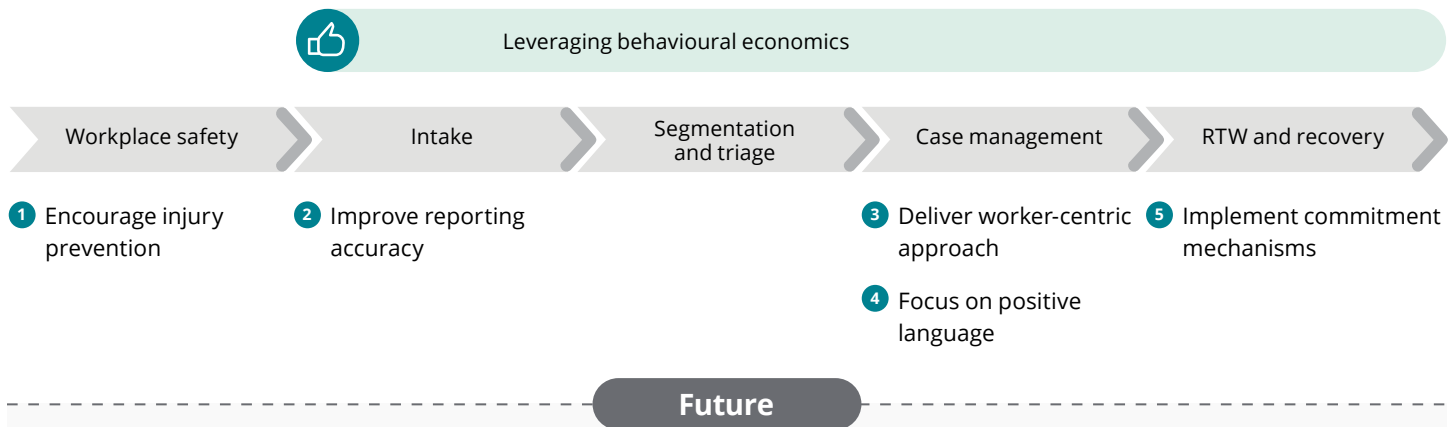 Leveraging behavioural economics
Workplace safety
Intake
Segmentation
and triage
Case management
RTW and recovery
1 Encourage injury
prevention
2 Improve reporting
accuracy
3 Deliver worker-centric
approach
4 Focus on positive
language
5 Implement commitment
mechanisms
Future